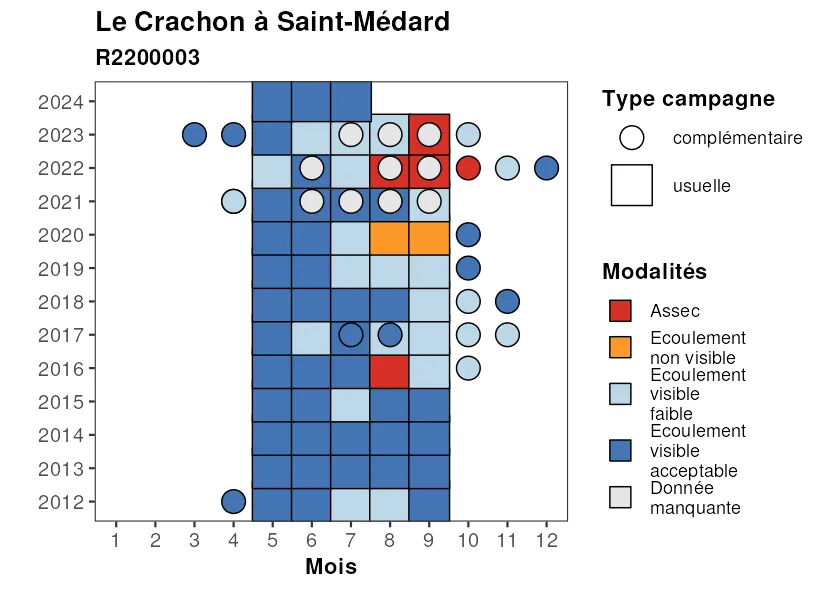 Le Crachon à Saint-Médard
R2200003
2024
2023
2022
2021
2020
2019
2018
2017
2016
2015
2014
2013
2012
1 2 3 4 5 6 7 8 9 10 11 12
Mois
Type campagne
complémentaire
usuelle
Modalités
Assec
Ecoulement
non visible
Ecoulement
visible
faible
Ecoulement
visible
acceptable
Donnée
manquante